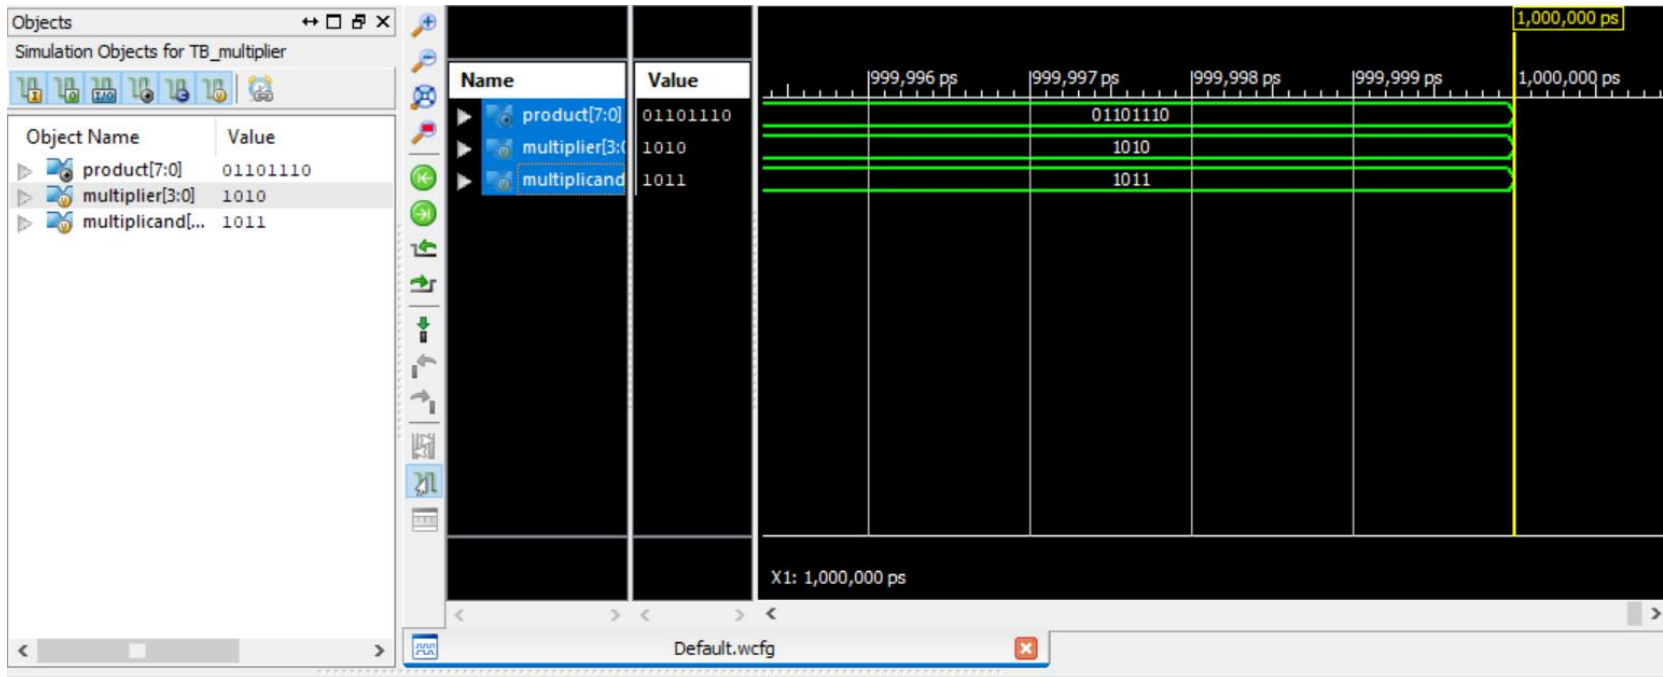 Objects
Simulation Objects for TB_multiplier
Object Name Value
product[7:0] 01101110
multiplier[3:0] 1010
multiplicand[... 1011
1,000,000 ps
Name Value
999,996 ps 999,997 ps 999,998 ps 999,999 ps 1,000,000 ps
product[7:0] 01101110 01101110
multiplier[3:0 1010 1010
multiplicand 1011 1011
X1: 1,000,000 ps
Default.wcfg